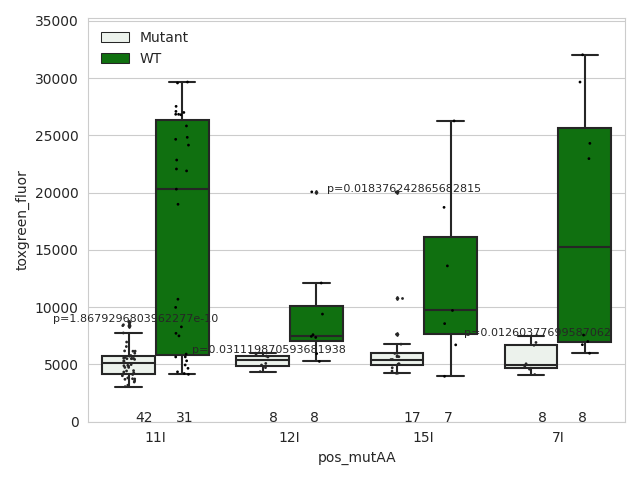 35000
30000
25000
20000
15000
10000
5000
0
toxgreen_fluor
Mutant
WT
p=1.8679296803962277e-10
p=0.031119870593681938
p=0.018376242865682815
p=0.01260377699587062
42 31 8 8 17 7 8 8
11I 12I 15I 7I
pos_mutAA